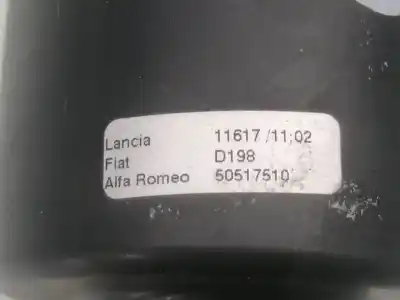 Lancia 11617 /11;02
Fiat D198
Alfa Romeo 50517510